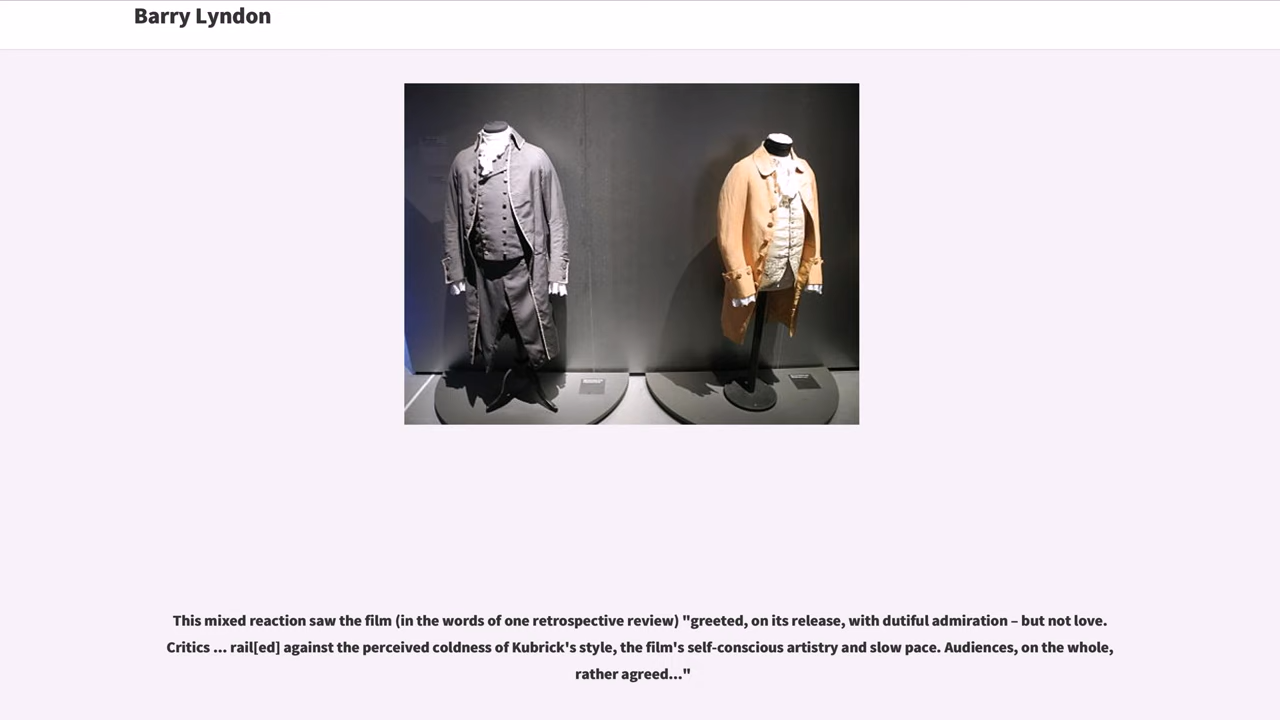 Barry Lyndon
This mixed reaction saw the film (in the words of one retrospective review) "greeted, on its release, with dutiful admiration – but not love.
Critics ... rail[ed] against the perceived coldness of Kubrick's style, the film's self-conscious artistry and slow pace. Audiences, on the whole,
rather agreed..."